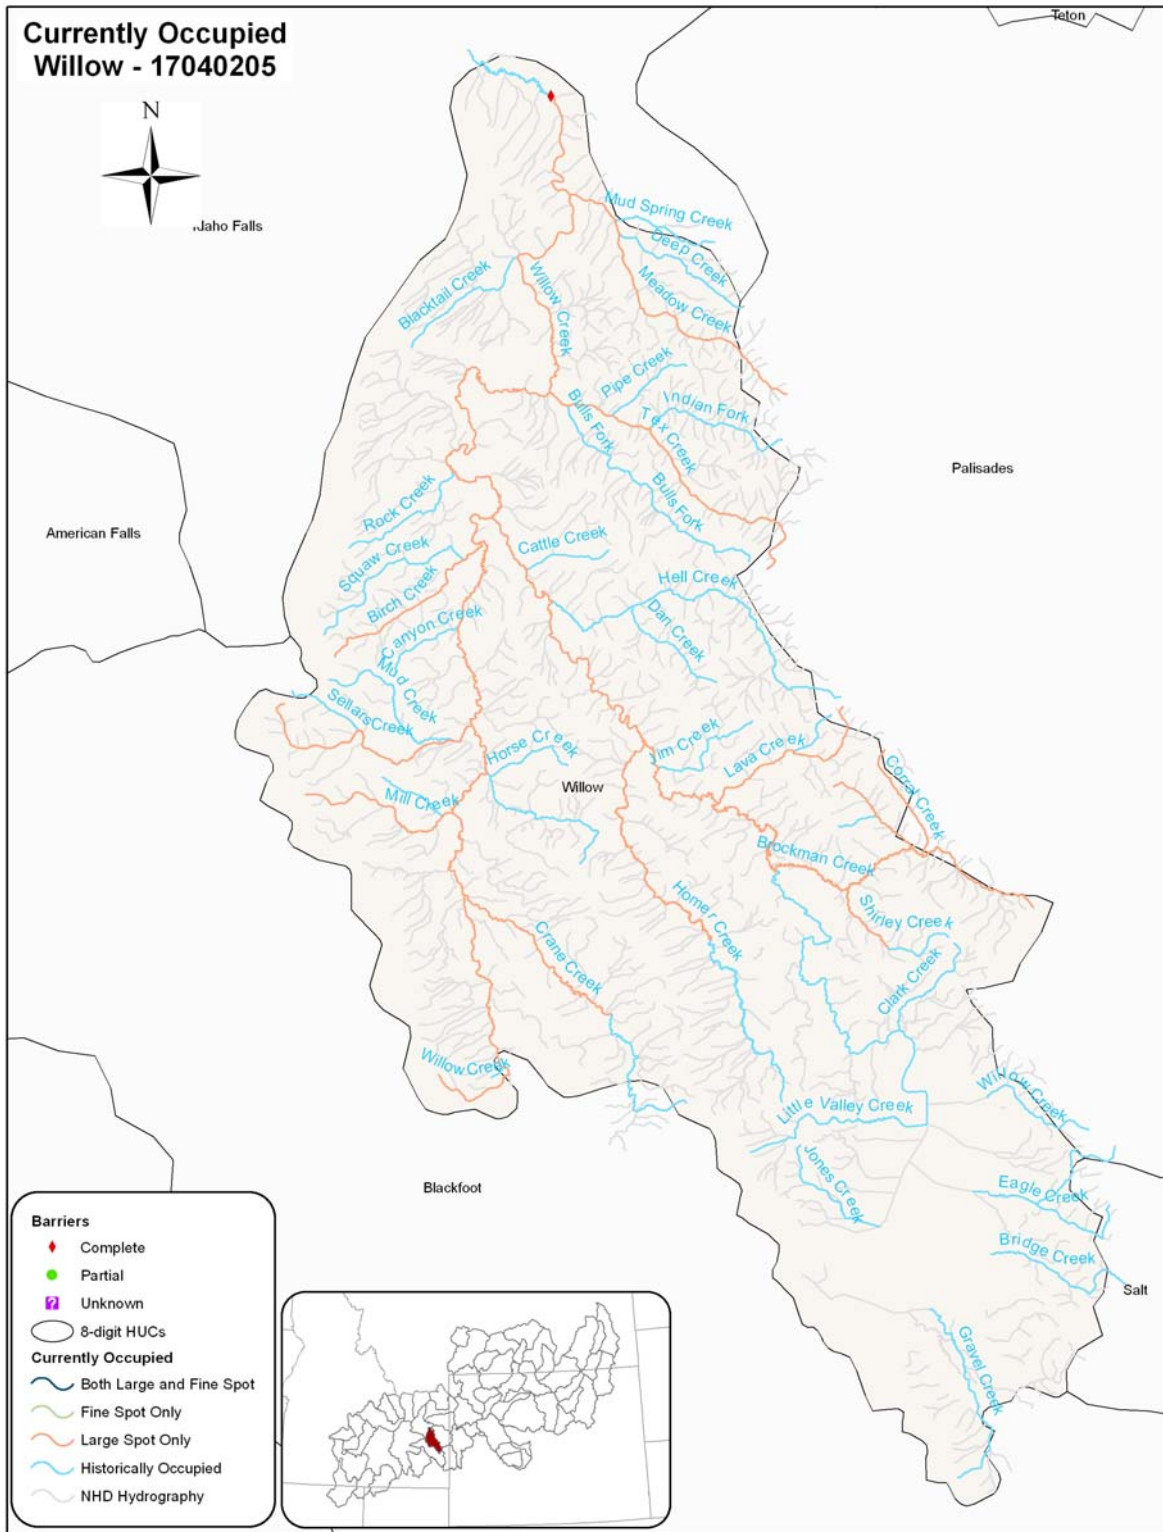 Currently Occupied
Willow - 17040205
Teton
N
Idaho Falls
Mud Spring Creek
Deep Creek
Blacktail Creek
Willow Creek
Meadow Creek
Pipe Creek
Indian Fork
Bulls Fork
Tex Creek
Palisades
Rock Creek
Bulls Fork
American Falls
Cattle Creek
Squaw Creek
Birch Creek
Hell Creek
Dan Creek
Canyon Creek
Mud Creek
Sellars Creek
Horse Creek
Jim Creek
Lava Creek
Corral Creek
Mill Creek
Willow
Brockman Creek
Homer Creek
Shirley Creek
Crane Creek
Clark Creek
Willow Creek
Willow Creek
Little Valley Creek
Jones Creek
Blackfoot
Eagle Creek
Bridge Creek
Salt
Gravel Creek
Barriers
Complete
Partial
?
Unknown
8-digit HUCs
Currently Occupied
Both Large and Fine Spot
Fine Spot Only
Large Spot Only
Historically Occupied
NHD Hydrography